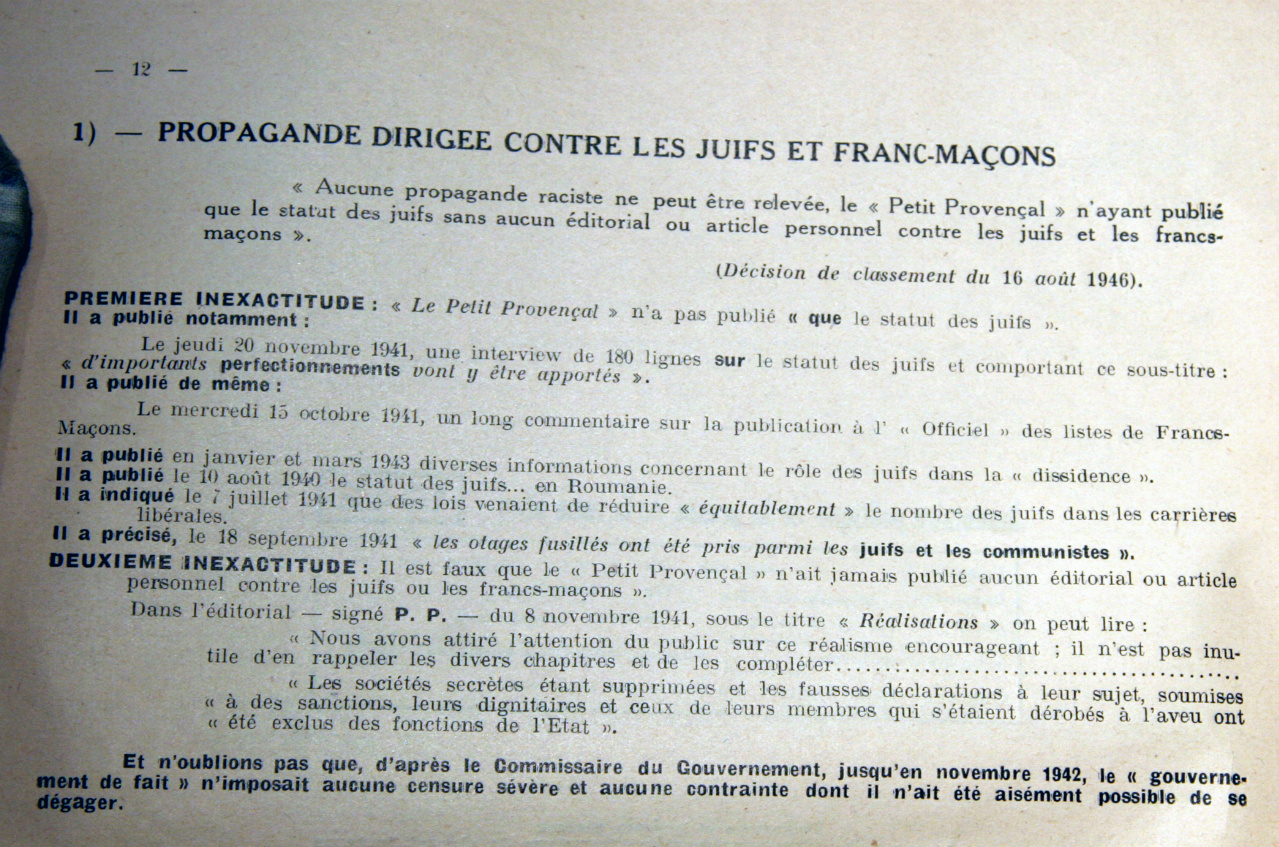 — 12 —
1) — PROPAGANDE DIRIGEE CONTRE LES JUIFS ET FRANC-MAÇONS
« Aucune propagande raciste ne peut être relevée, le « Petit Provençal » n'ayant publié
que le statut des juifs sans aucun éditorial ou article personnel contre les juifs et les francs-
maçons ».
(Décision de classement du 16 août 1946).
PREMIERE INEXACTITUDE : « Le Petit Provençal » n'a pas publié « que le statut des juifs ».
Il a publié notamment :
Le jeudi 20 novembre 1941, une interview de 180 lignes sur le statut des juifs et comportant ce sous-titre :
« d'importants perfectionnements vont y être apportés ».
Il a publié de même :
Le mercredi 15 octobre 1941, un long commentaire sur la publication à l' « Officiel » des listes de Francs-
Maçons.
Il a publié en janvier et mars 1943 diverses informations concernant le rôle des juifs dans la « dissidence ».
Il a publié le 10 août 1940 le statut des juifs... en Roumanie.
Il a indiqué le 7 juillet 1941 que des lois venaient de réduire « équitablement » le nombre des juifs dans les carrières
libérales.
Il a précisé, le 18 septembre 1941 « les otages fusillés ont été pris parmi les juifs et les communistes ».
DEUXIEME INEXACTITUDE : Il est faux que le « Petit Provençal » n'ait jamais publié aucun éditorial ou article
personnel contre les juifs ou les francs-maçons ».
Dans l'éditorial — signé P. P. — du 8 novembre 1941, sous le titre « Réalisations » on peut lire :
« Nous avons attiré l'attention du public sur ce réalisme encourageant ; il n'est pas inu-
tile d'en rappeler les divers chapitres et de les compléter..........................................
« Les sociétés secrètes étant supprimées et les fausses déclarations à leur sujet, soumises
« à des sanctions, leurs dignitaires et ceux de leurs membres qui s'étaient dérobés à l'aveu ont
« été exclus des fonctions de l'Etat ».
Et n'oublions pas que, d'après le Commissaire du Gouvernement, jusqu'en novembre 1942, le « gouverne-
ment de fait » n'imposait aucune censure sévère et aucune contrainte dont il n'ait été aisément possible de se
dégager.